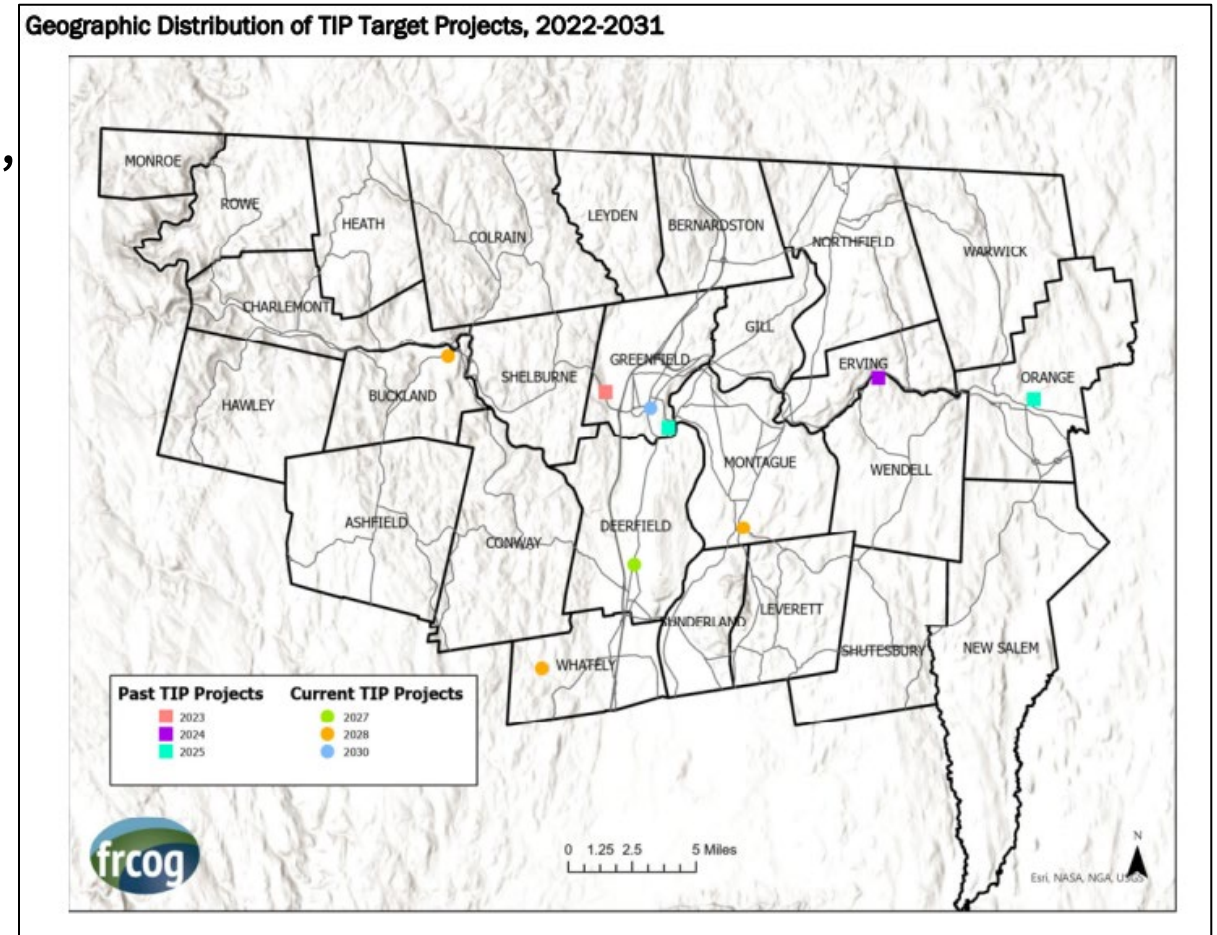 Geographic Distribution of TIP Target Projects, 2022-2031
,
MONROE
ROWE
HEATH
COLRAIN
LEYDEN
BERNARDSTON
NORTHFIELD
WARWICK
CHARLEMONT
GILL
GREENFIELD
ERVING
SHELBURNE
ORANGE
HAWLEY
BUCKLAND
MONTAGUE
WENDELL
ASHFIELD
DEERFIELD
CONWAY
LEVERETT
SUNDERLAND
SHUTESBURY
NEW SALEM
WHATELY
Past TIP Projects Current TIP Projects
2023 2027
2024 2028
2025 2030
frcog
0 1.25 2.5 5 Miles
N
Esri, NASA, NGA, USGS